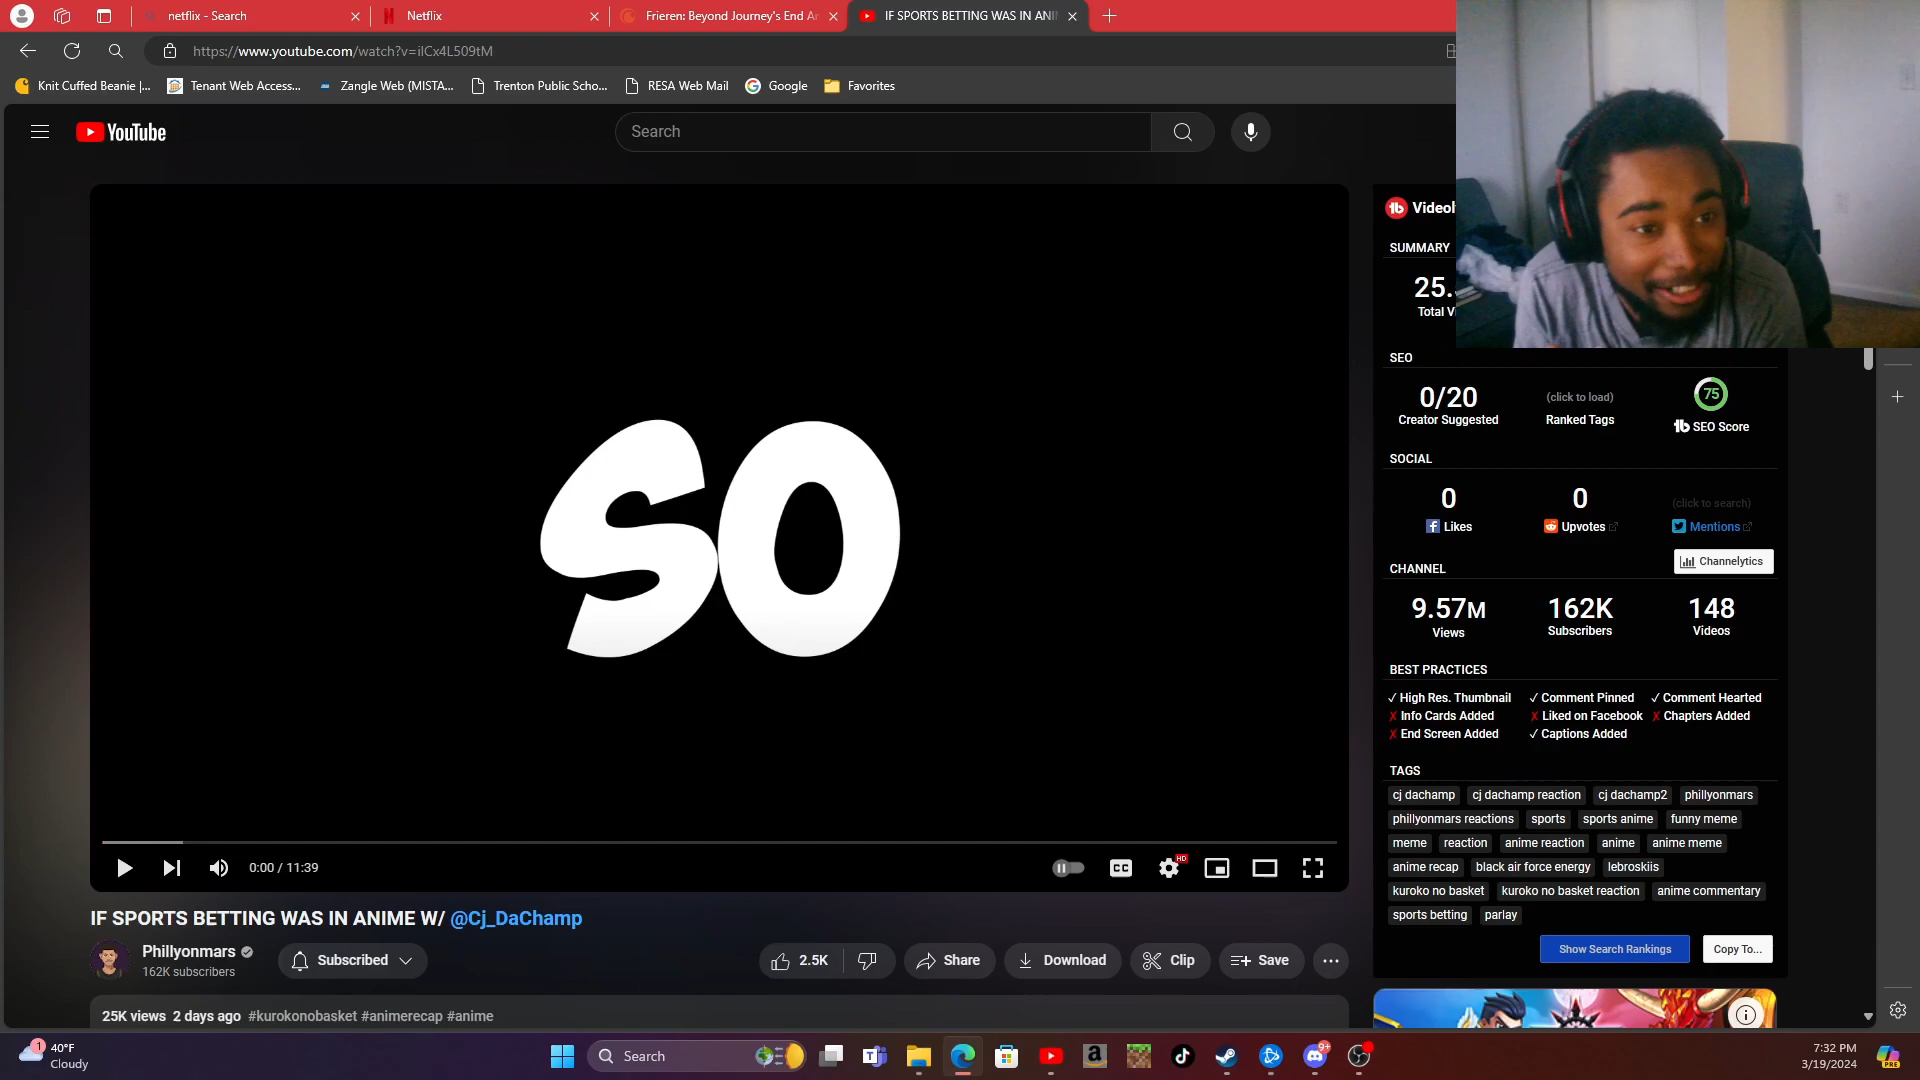 netflix - Search
Netflix
Frieren: Beyond Journey's End An
IF SPORTS BETTING WAS IN ANI
https://www.youtube.com/watch?v=ilCx4L509tM
Knit Cuffed Beanie |...
Tenant Web Access...
Zangle Web (MISTA...
Trenton Public Scho...
RESA Web Mail
Google
Favorites
YouTube
Search
SO
0:00 / 11:39
CC
HD
IF SPORTS BETTING WAS IN ANIME W/ @Cj_DaChamp
Phillyonmars
162K subscribers
Subscribed
2.5K
Share
Download
Clip
Save
25K views 2 days ago #kurokonobasket #animerecap #anime
SUMMARY
25.
SEO
0/20
(click to load)
75
Creator Suggested
Ranked Tags
SEO Score
SOCIAL
0
0
(click to search)
Likes
Upvotes
Mentions
CHANNEL
Channelytics
9.57M
162K
148
Views
Subscribers
Videos
BEST PRACTICES
✓ High Res. Thumbnail ✓ Comment Pinned ✓ Comment Hearted
✗ Info Cards Added ✗ Liked on Facebook ✗ Chapters Added
✗ End Screen Added ✓ Captions Added
TAGS
cj dachamp cj dachamp reaction cj dachamp2 phillyonmars
phillyonmars reactions sports sports anime funny meme
meme reaction anime reaction anime anime meme
anime recap black air force energy lebroskiis
kuroko no basket kuroko no basket reaction anime commentary
sports betting parlay
Show Search Rankings
Copy To...
1
40°F
Cloudy
Search
9+
7:32 PM
3/19/2024
PRE